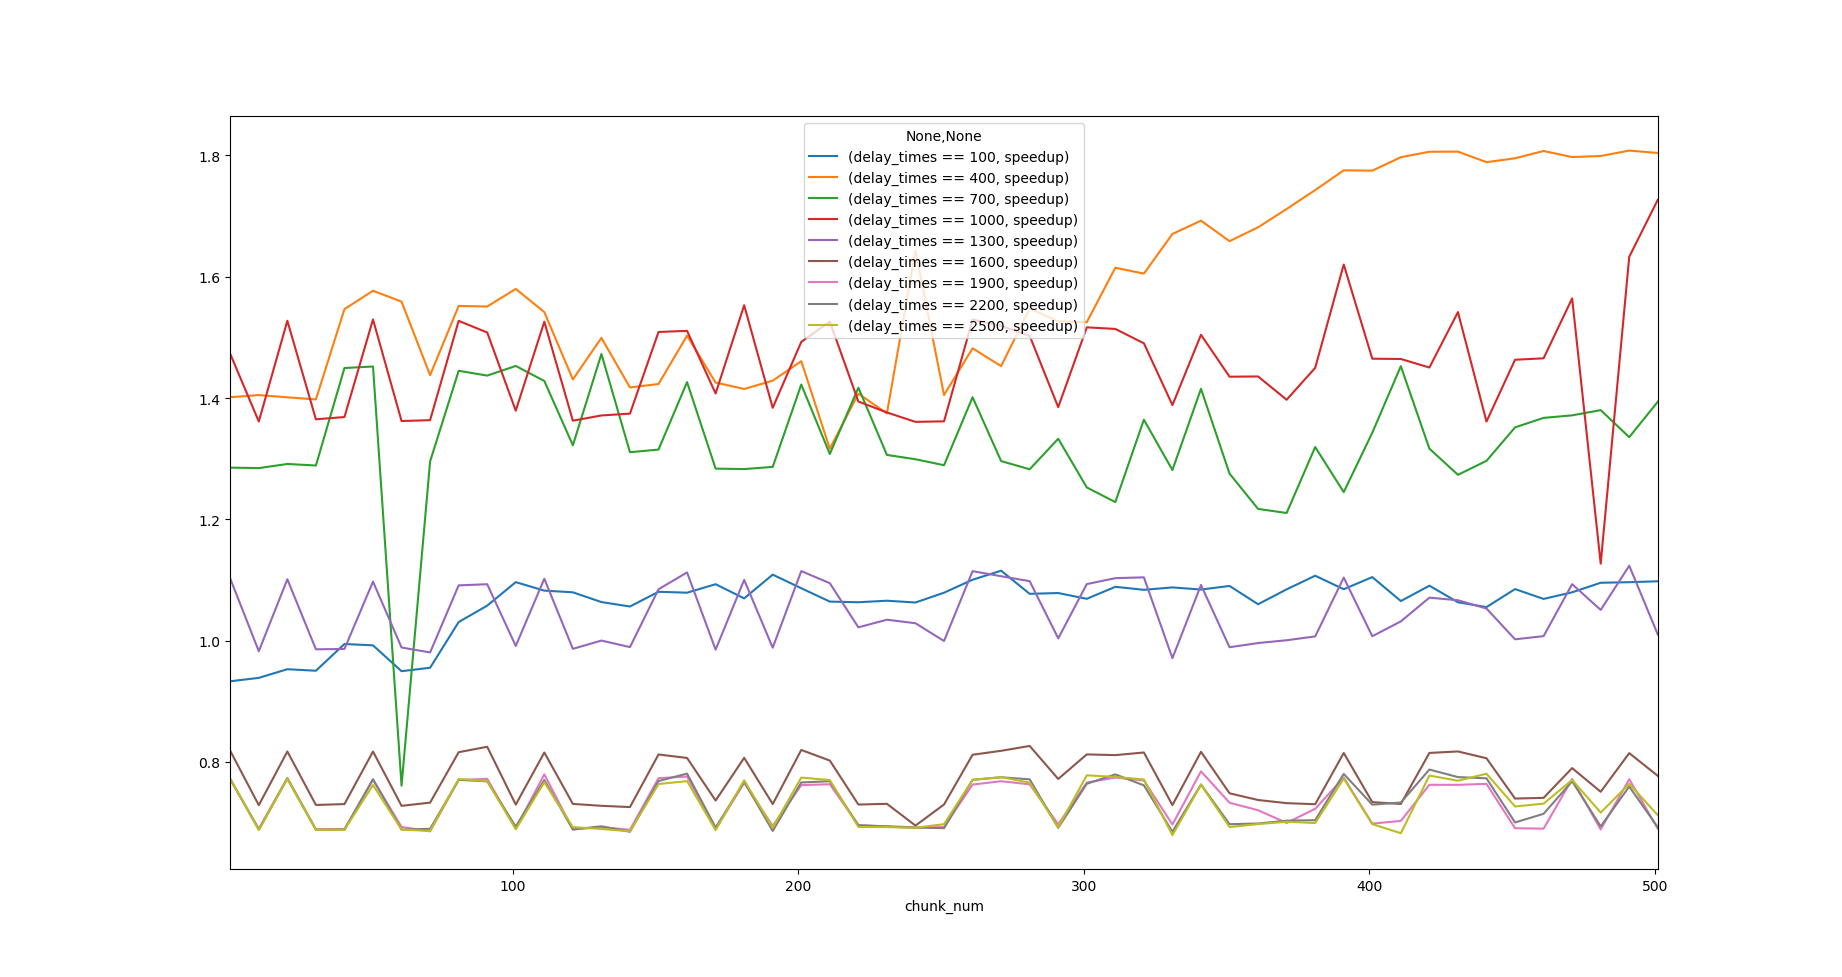 None,None
(delay_times == 100, speedup)
(delay_times == 400, speedup)
(delay_times == 700, speedup)
(delay_times == 1000, speedup)
(delay_times == 1300, speedup)
(delay_times == 1600, speedup)
(delay_times == 1900, speedup)
(delay_times == 2200, speedup)
(delay_times == 2500, speedup)
1.8
1.6
1.4
1.2
1.0
0.8
100 200 300 400 500
chunk_num